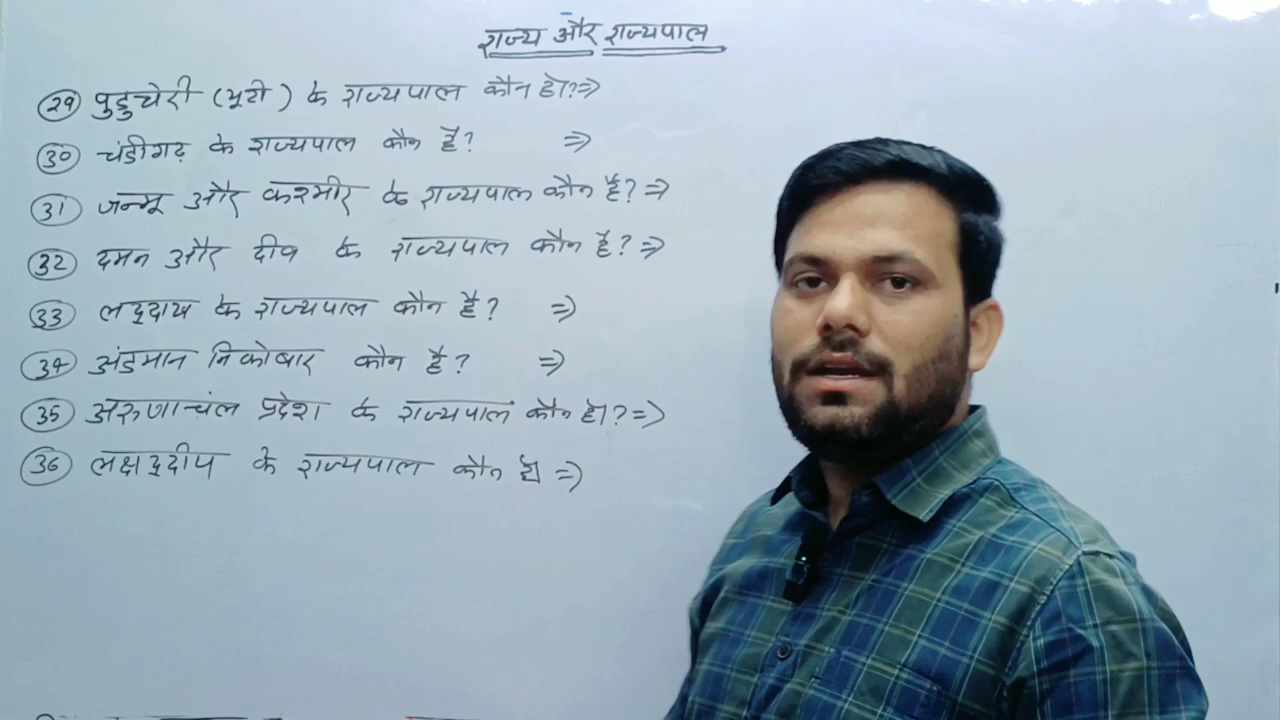 राज्य और राज्यपाल
29 पुडुचेरी (यूटी) के राज्यपाल कौन हो?⇒
30 चंडीगढ़ के राज्यपाल कौन है? ⇒
31 जन्मू और कश्मीर के राज्यपाल कौन है?⇒
32 दमन और दीव के राज्यपाल कौन है?⇒
33 लद्दाख के राज्यपाल कौन है? ⇒
34 अंडमान निकोबार कौन है? ⇒
35 अरुणाचंल प्रदेश के राज्यपाल कौन हो।?⇒
36 लक्षद्दीप के राज्यपाल कौन है ⇒